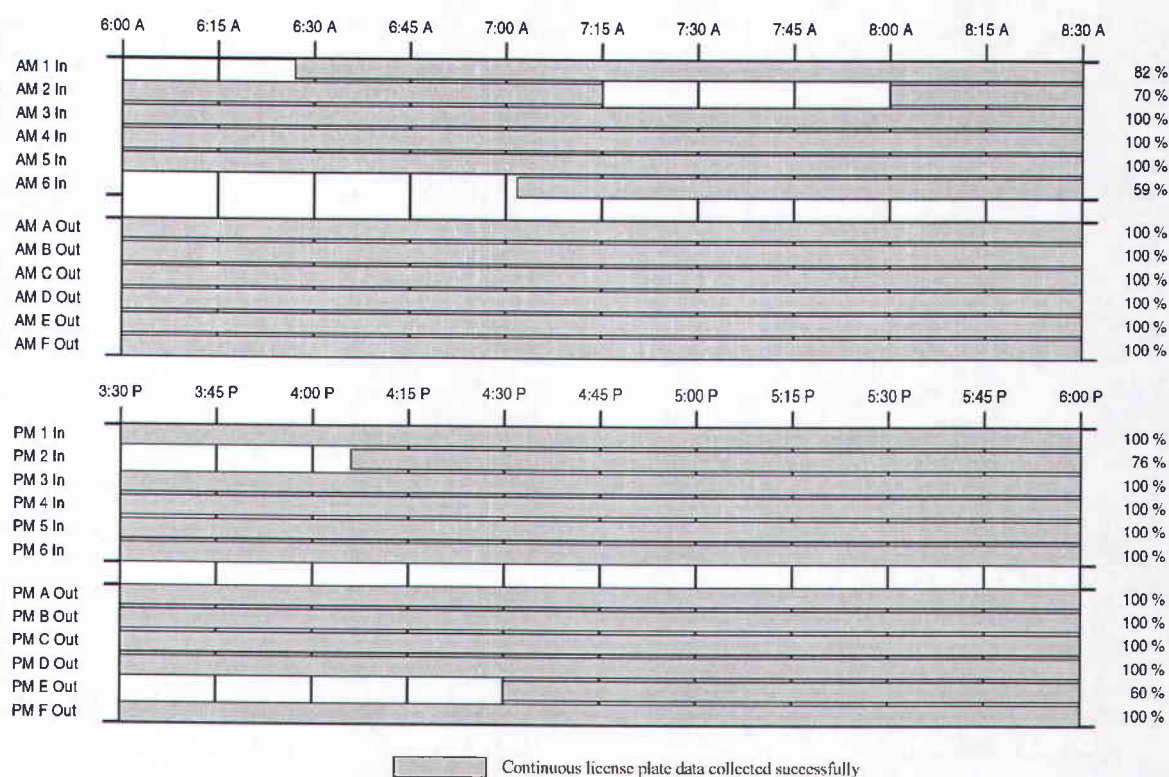 6:00 A 6:15 A 6:30 A 6:45 A 7:00 A 7:15 A 7:30 A 7:45 A 8:00 A 8:15 A 8:30 A
AM 1 In 82 %
AM 2 In 70 %
AM 3 In 100 %
AM 4 In 100 %
AM 5 In 100 %
AM 6 In 59 %
AM A Out 100 %
AM B Out 100 %
AM C Out 100 %
AM D Out 100 %
AM E Out 100 %
AM F Out 100 %
3:30 P 3:45 P 4:00 P 4:15 P 4:30 P 4:45 P 5:00 P 5:15 P 5:30 P 5:45 P 6:00 P
PM 1 In 100 %
PM 2 In 76 %
PM 3 In 100 %
PM 4 In 100 %
PM 5 In 100 %
PM 6 In 100 %
PM A Out 100 %
PM B Out 100 %
PM C Out 100 %
PM D Out 100 %
PM E Out 60 %
PM F Out 100 %
Continuous license plate data collected successfully